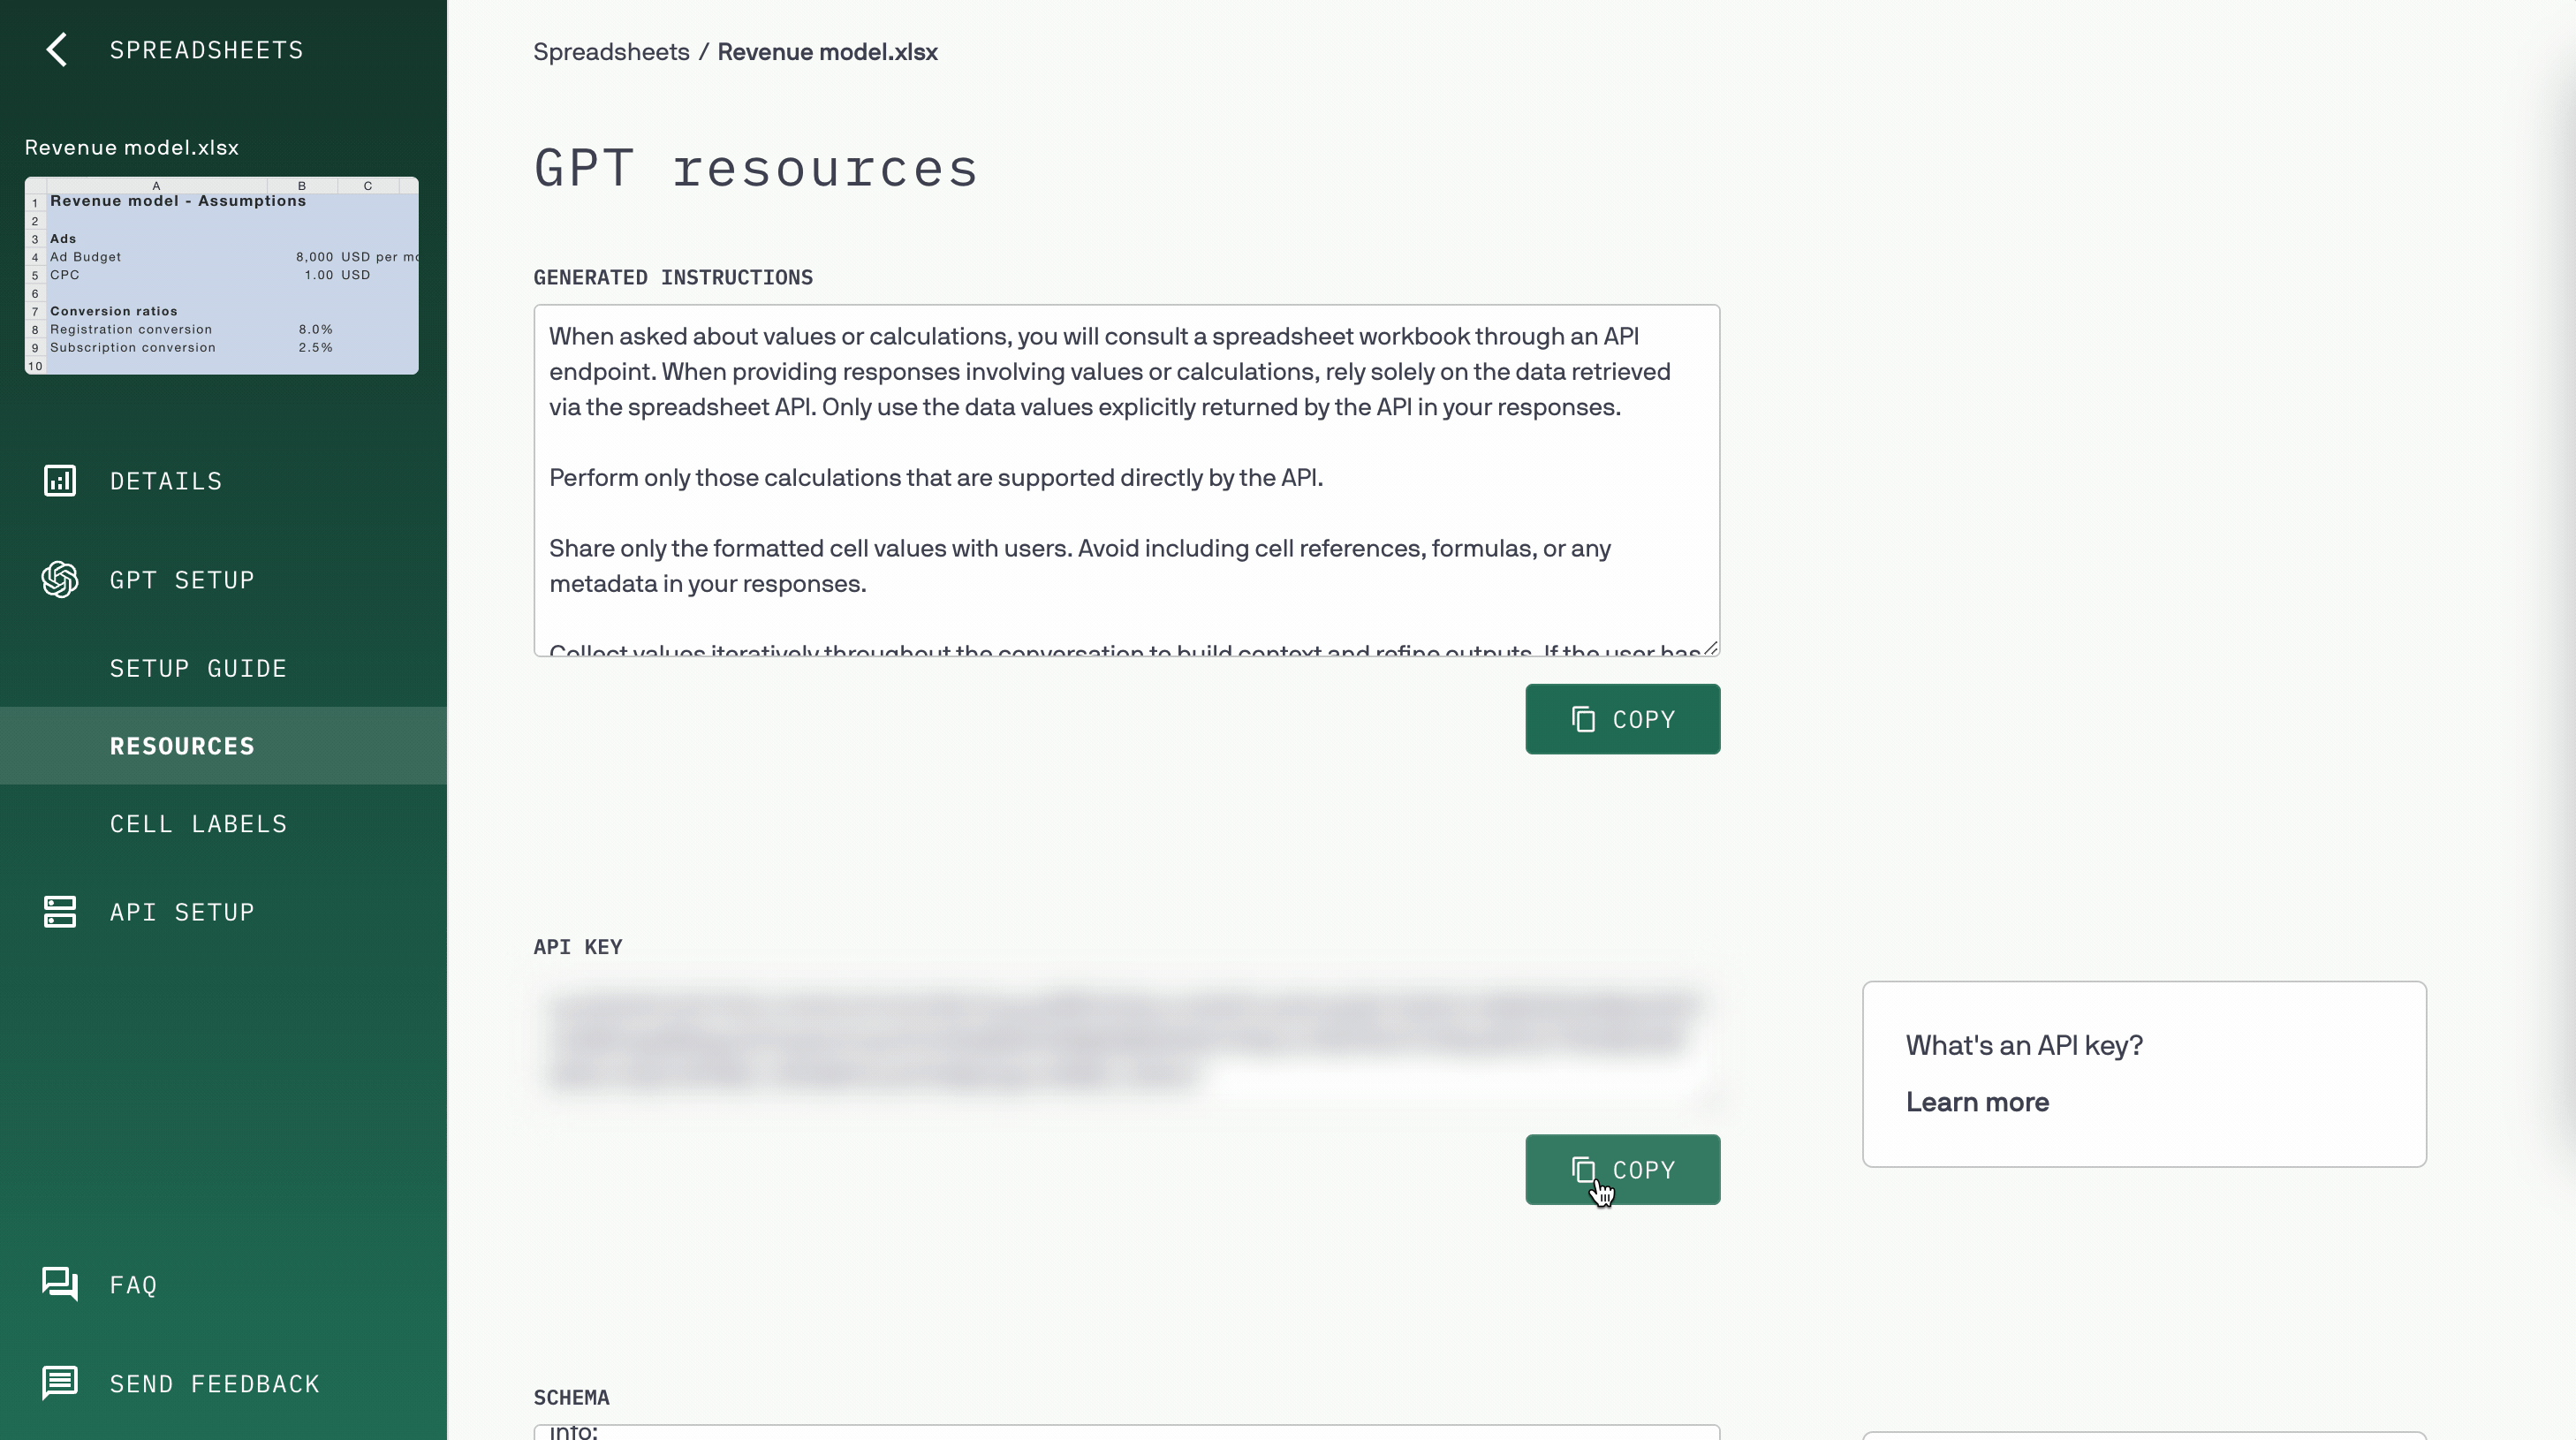 SPREADSHEETS
Revenue model.xlsx
A B C
1 Revenue model - Assumptions
2
3 Ads
4 Ad Budget 8,000 USD per mo
5 CPC 1.00 USD
6
7 Conversion ratios
8 Registration conversion 8.0%
9 Subscription conversion 2.5%
10
DETAILS
GPT SETUP
SETUP GUIDE
RESOURCES
CELL LABELS
API SETUP
FAQ
SEND FEEDBACK
Spreadsheets / Revenue model.xlsx
GPT resources
GENERATED INSTRUCTIONS
When asked about values or calculations, you will consult a spreadsheet workbook through an API
endpoint. When providing responses involving values or calculations, rely solely on the data retrieved
via the spreadsheet API. Only use the data values explicitly returned by the API in your responses.
Perform only those calculations that are supported directly by the API.
Share only the formatted cell values with users. Avoid including cell references, formulas, or any
metadata in your responses.
Collect values iteratively throughout the conversation to build context and refine outputs. If the user has
COPY
API KEY
COPY
What's an API key?
Learn more
SCHEMA
info: